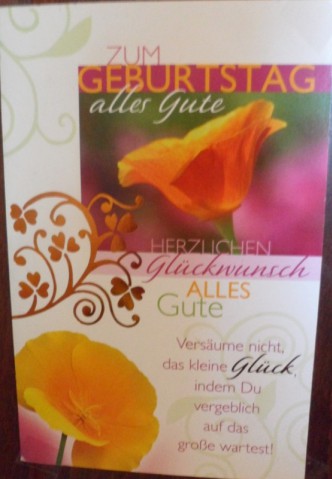 ZUM
GEBURTSTAG
alles Gute
HERZLICHEN
Glückwunsch
ALLES
Gute
Versäume nicht,
das kleine Glück,
indem Du
vergeblich
auf das
große wartest!